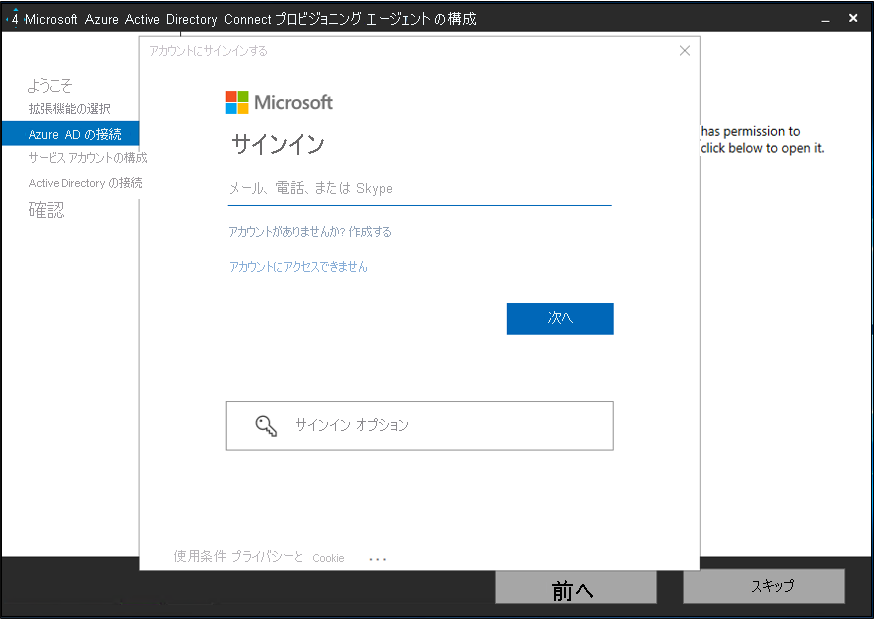 4 Microsoft Azure Active Directory Connect プロビジョニング エージェント の構成
アカウントにサインインする
ようこそ
拡張機能の選択
Azure AD の接続
サービス アカウントの構成
Active Directory の接続
確認
Microsoft
サインイン
メール、電話、または Skype
アカウントがありませんか? 作成する
アカウントにアクセスできません
次へ
サインイン オプション
使用条件 プライバシーと Cookie ...
has permission to
click below to open it.
前へ
スキップ